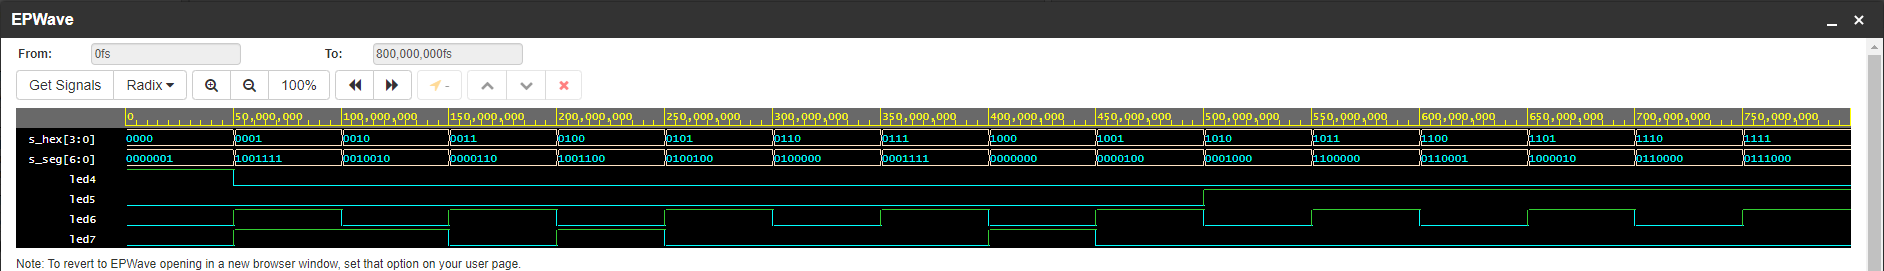 EPWave
From: 0fs To: 800,000,000fs
Get Signals Radix 100% -
0 50,000,000 100,000,000 150,000,000 200,000,000 250,000,000 300,000,000 350,000,000 400,000,000 450,000,000 500,000,000 550,000,000 600,000,000 650,000,000 700,000,000 750,000,000
s_hex[3:0] 0000 0001 0010 0011 0100 0101 0110 0111 1000 1001 1010 1011 1100 1101 1110 1111
s_seg[6:0] 0000001 1001111 0010010 0000110 1001100 0100100 0100000 0001111 0000000 0000100 0001000 1100000 0110001 1000010 0110000 0111000
led4
led5
led6
led7
Note: To revert to EPWave opening in a new browser window, set that option on your user page.